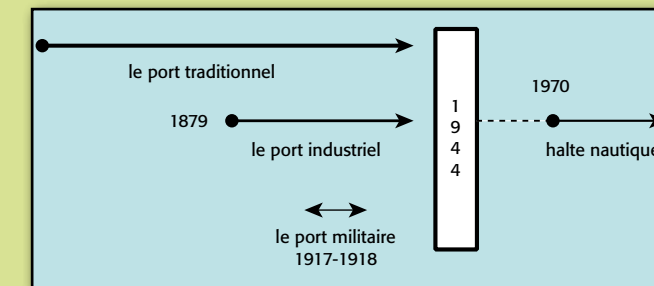 le port traditionnel
1970
1879
le port industriel
1
9
4
4
halte nautique
le port militaire
1917-1918